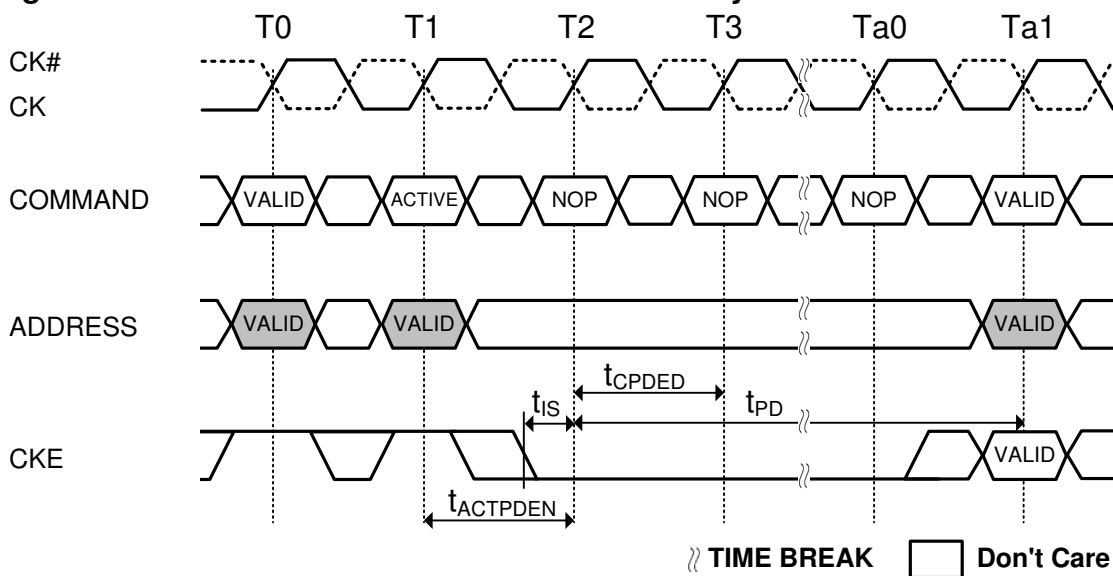 T0 T1 T2 T3 Ta0 Ta1
CK#
CK
COMMAND VALID ACTIVE NOP NOP NOP VALID
ADDRESS VALID VALID VALID
tCPDED
tIS tPD
CKE VALID
tACTPDEN
TIME BREAK Don't Care